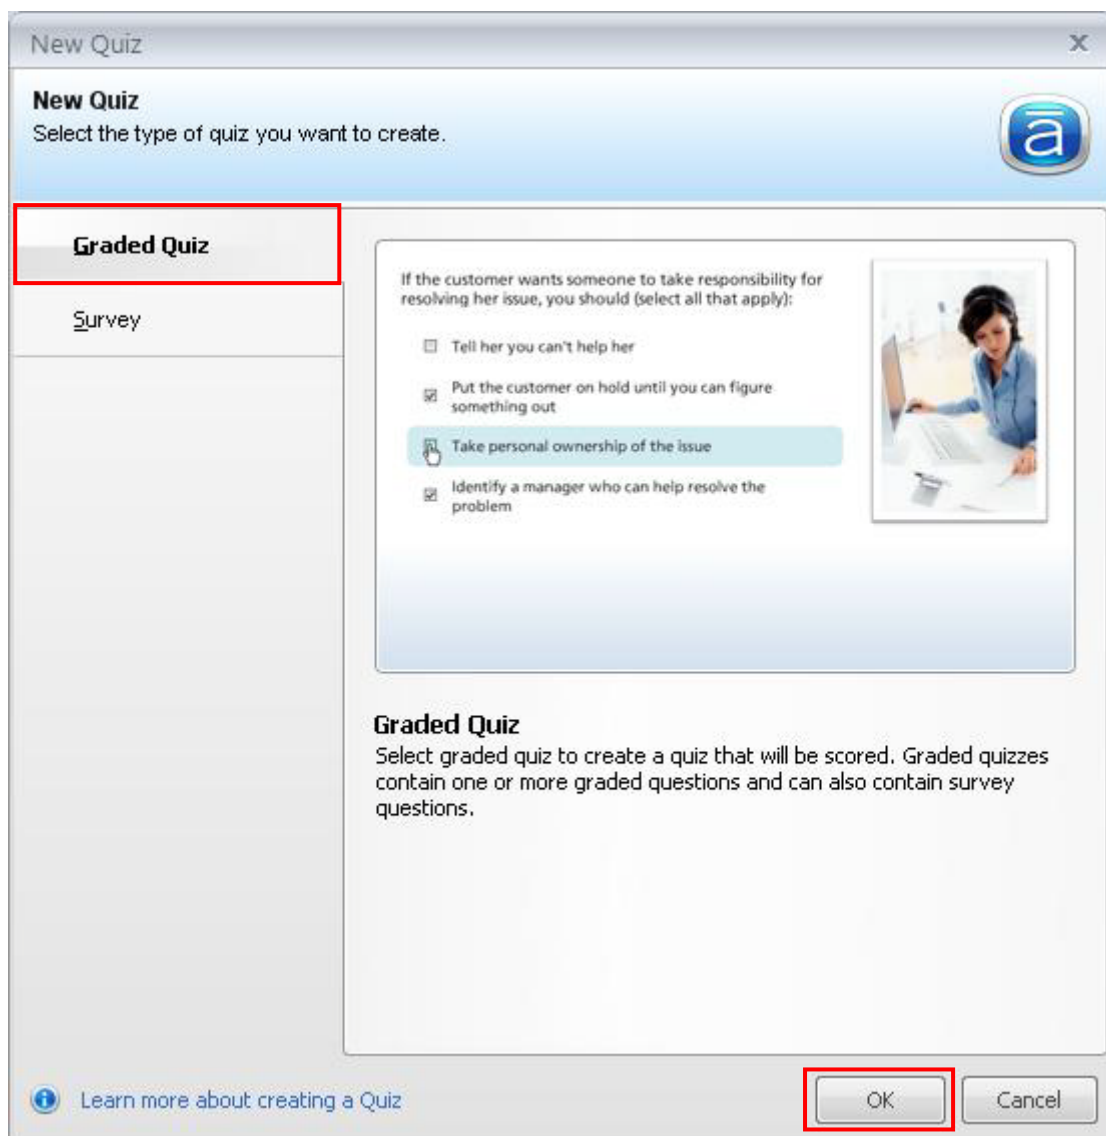 New Quiz
New Quiz
Select the type of quiz you want to create.
ā
Graded Quiz
Survey
If the customer wants someone to take responsibility for
resolving her issue, you should (select all that apply):
Tell her you can't help her
Put the customer on hold until you can figure
something out
Take personal ownership of the issue
Identify a manager who can help resolve the
problem
Graded Quiz
Select graded quiz to create a quiz that will be scored. Graded quizzes
contain one or more graded questions and can also contain survey
questions.
Learn more about creating a Quiz
OK
Cancel